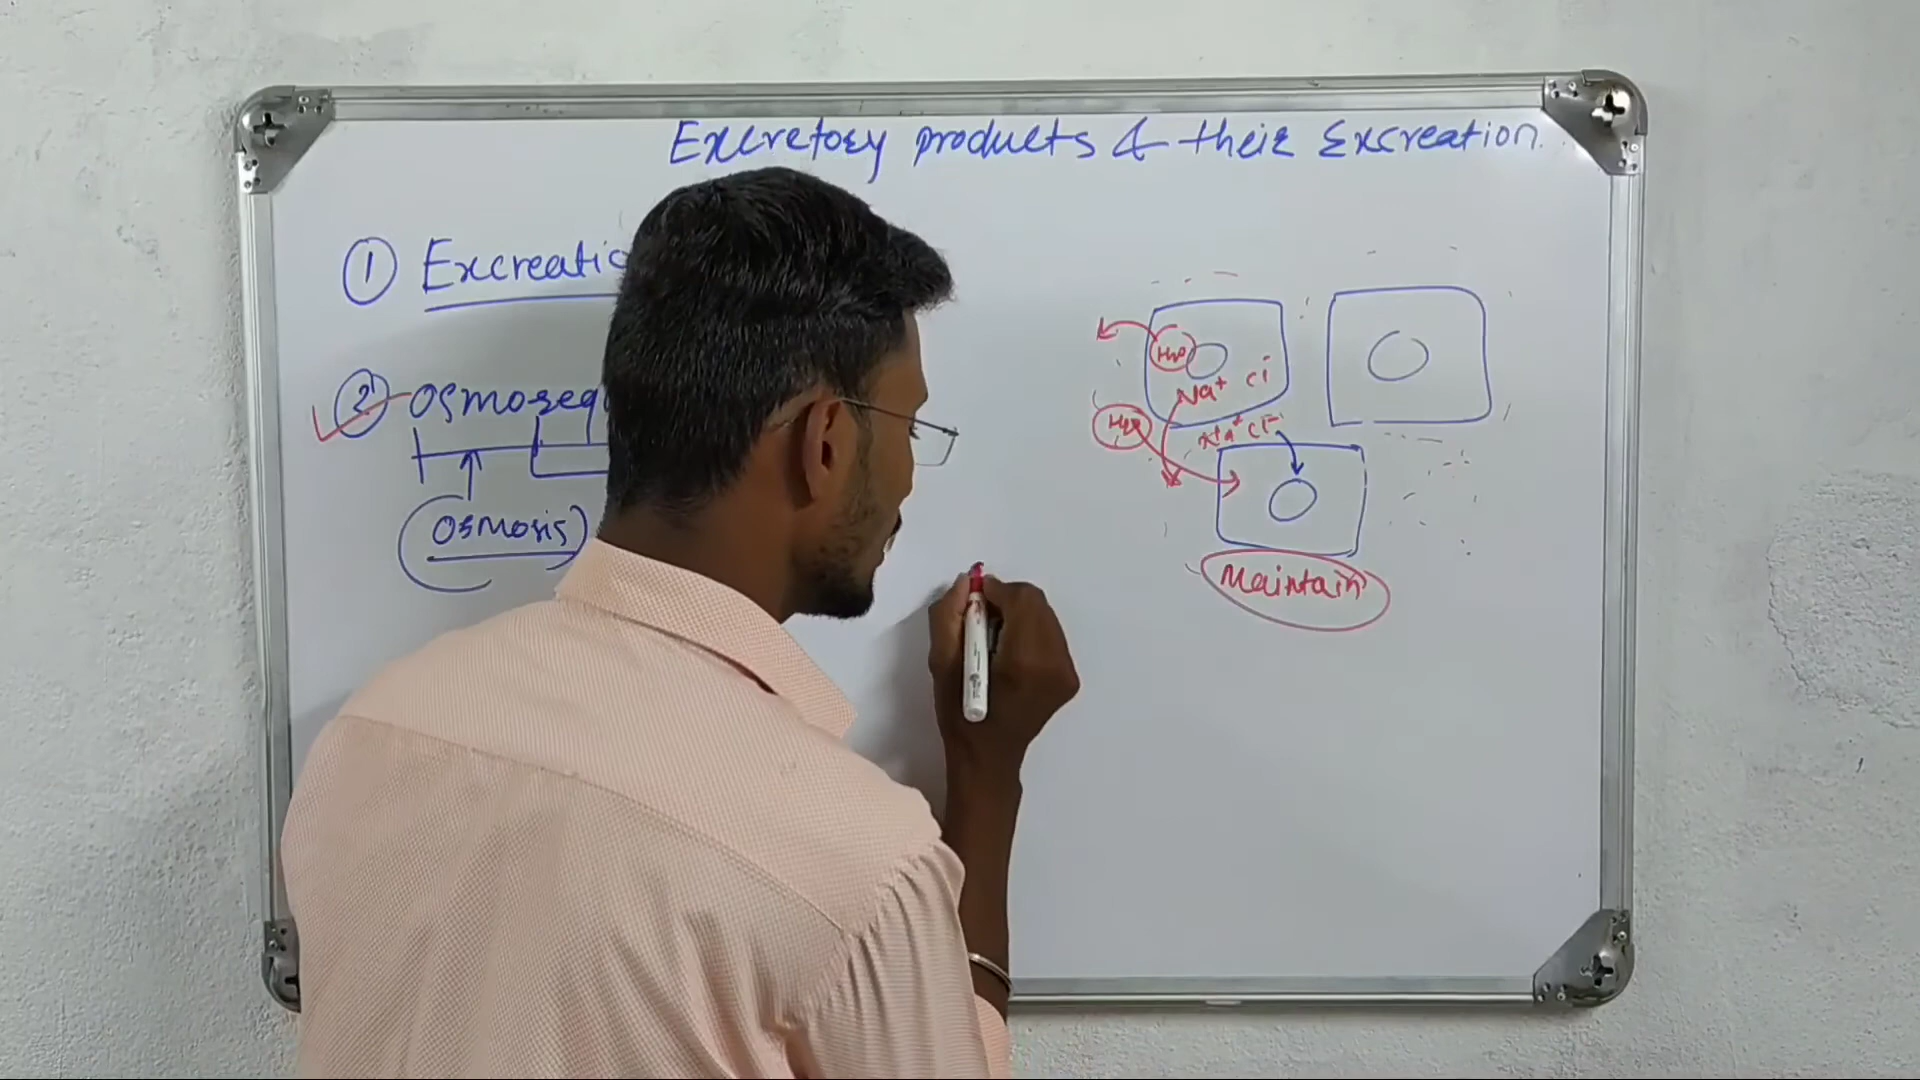 Excretory products & their Excreation.
① Excreatio
② osmoreg
osmosis
H2O
Na+ Cl
H2O
Na+ Cl-
Maintain